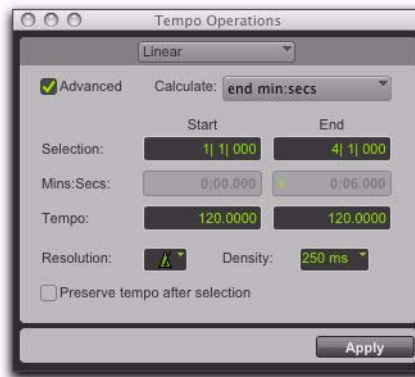 Tempo Operations
Linear
Advanced Calculate: end min:secs
Start End
Selection: 1| 1| 000 4| 1| 000
Mins:Secs: 0:00.000 0:06.000
Tempo: 120.0000 120.0000
Resolution: Density: 250 ms
Preserve tempo after selection
Apply